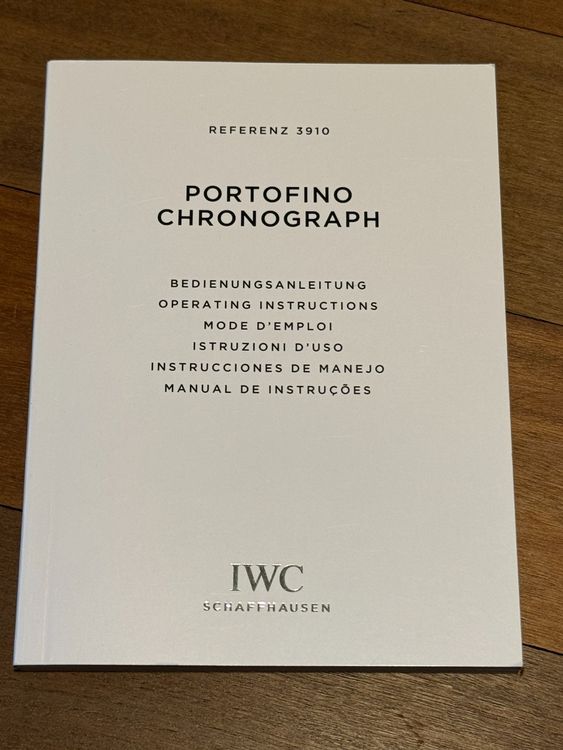 REFERENZ 3910
PORTOFINO
CHRONOGRAPH
BEDIENUNGSANLEITUNG
OPERATING INSTRUCTIONS
MODE D'EMPLOI
ISTRUZIONI D'USO
INSTRUCCIONES DE MANEJO
MANUAL DE INSTRUÇÕES
IWC
SCHAFFHAUSEN